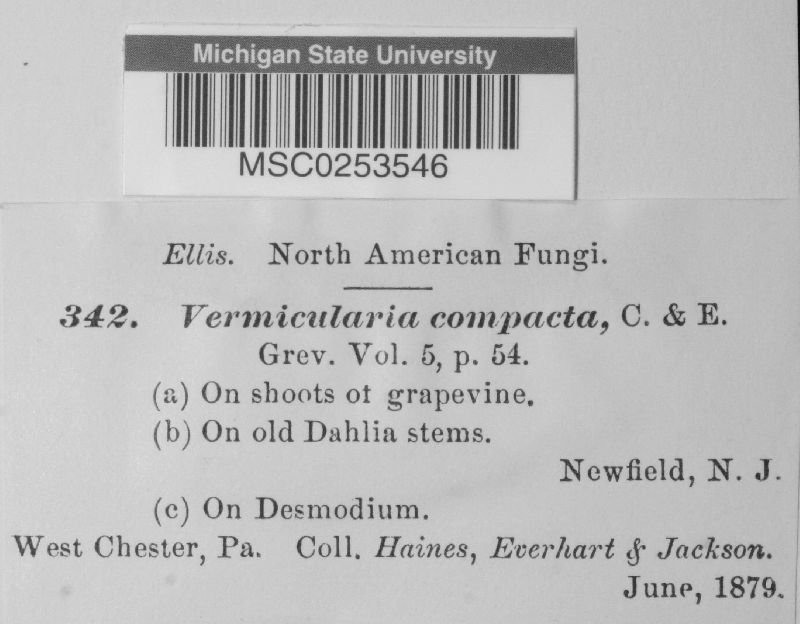 Michigan State University
MSC0253546
Ellis. North American Fungi.
342. Vermicularia compacta, C. & E.
Grev. Vol. 5, p. 54.
(a) On shoots of grapevine.
(b) On old Dahlia stems.
Newfield, N. J.
(c) On Desmodium.
West Chester, Pa. Coll. Haines, Everhart & Jackson.
June, 1879.